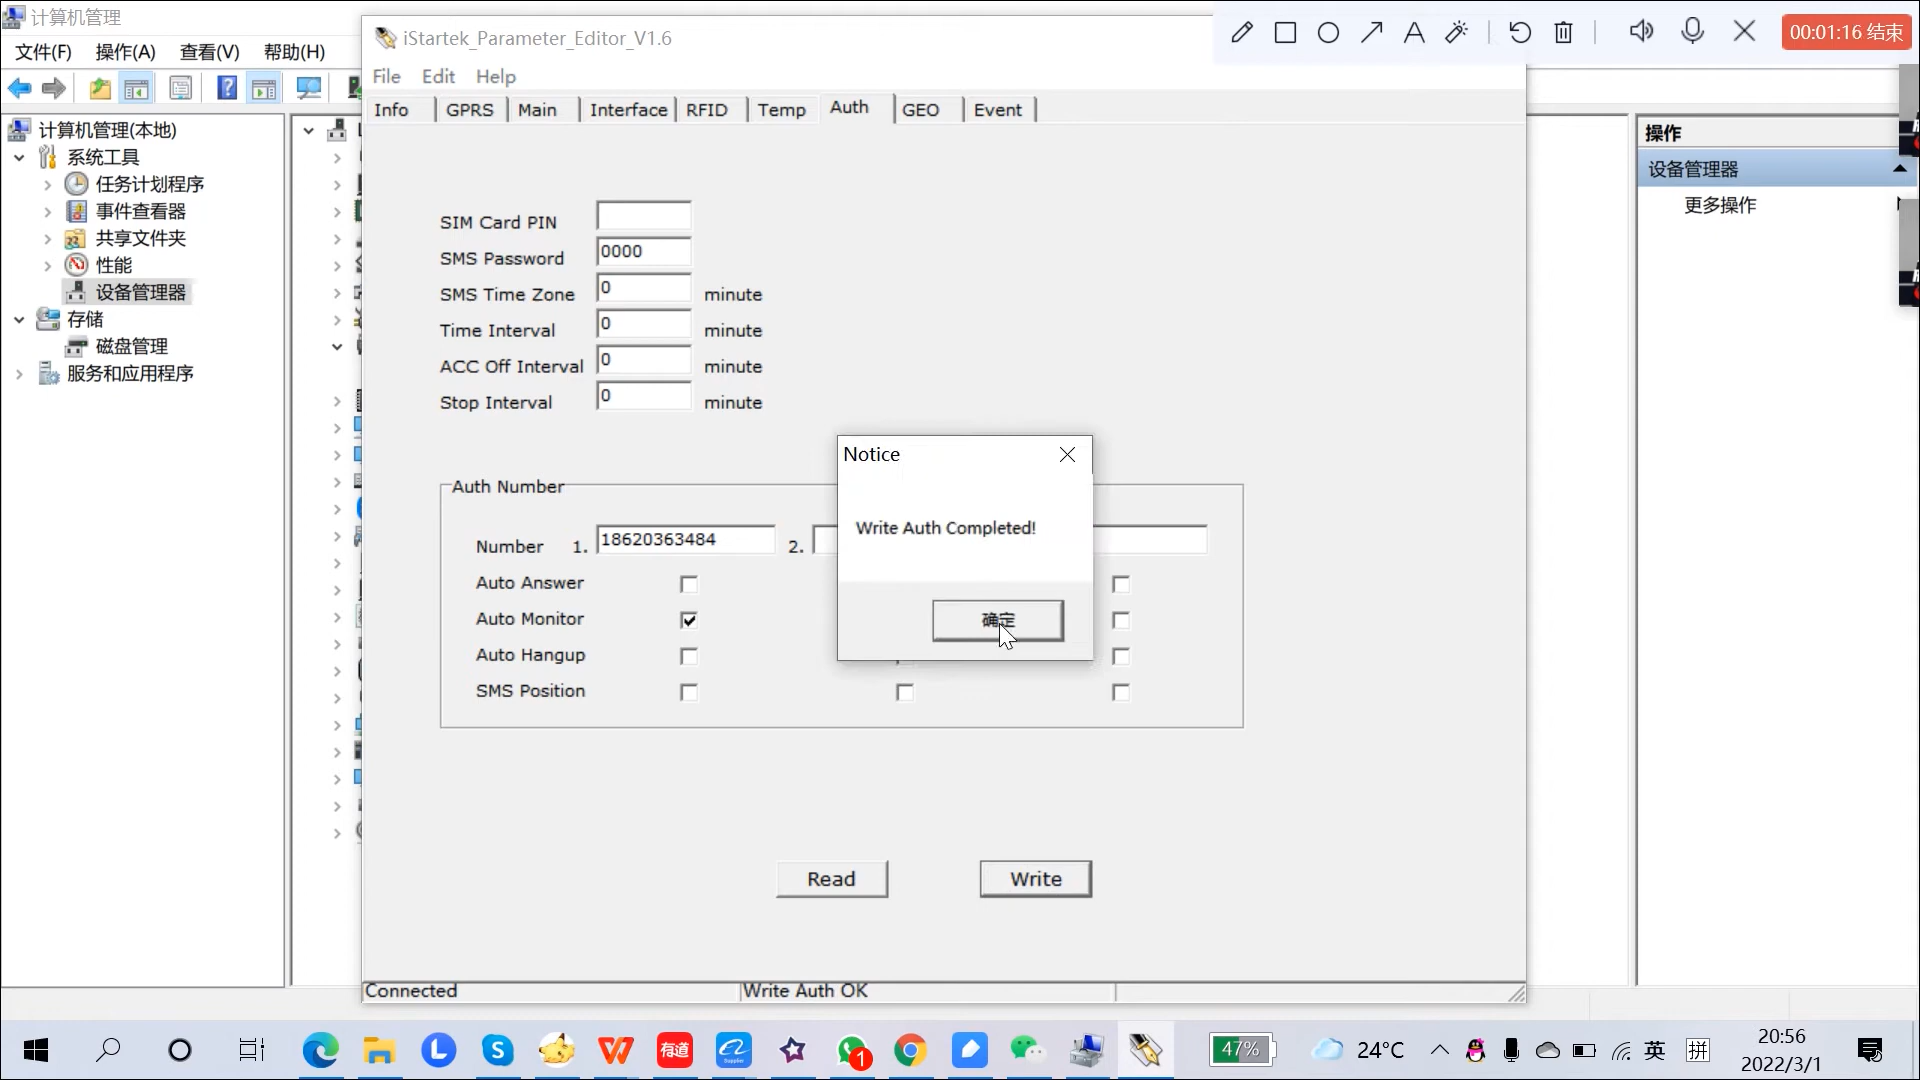 计算机管理
iStartek_Parameter_Editor_V1.6
00:01:16 结束
文件(F) 操作(A) 查看(V) 帮助(H)
File Edit Help
Info GPRS Main Interface RFID Temp Auth GEO Event
计算机管理(本地)
系统工具
任务计划程序
事件查看器
共享文件夹
性能
设备管理器
存储
磁盘管理
服务和应用程序
SIM Card PIN
SMS Password 0000
SMS Time Zone 0 minute
Time Interval 0 minute
ACC Off Interval 0 minute
Stop Interval 0 minute
Auth Number
Number 1. 18620363484 2.
Auto Answer
Auto Monitor
Auto Hangup
SMS Position
Notice
Write Auth Completed!
确定
Read Write
Connected Write Auth OK
操作
设备管理器
更多操作
有道
1
47%
24°C
英
拼
20:56
2022/3/1